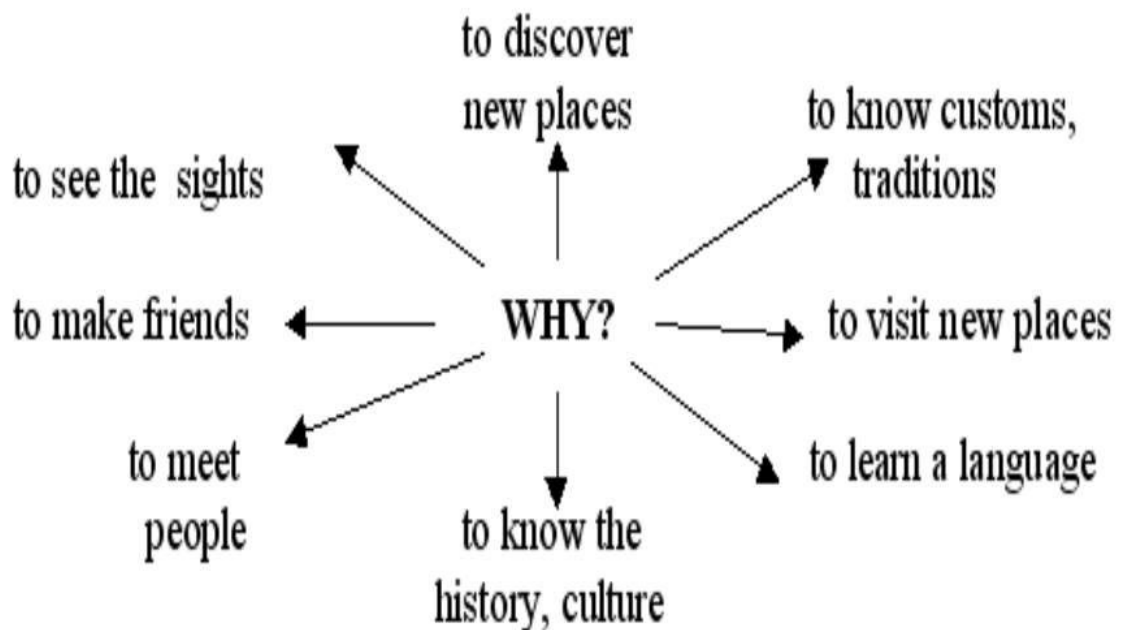 to discover
new places
to know customs,
traditions
to see the sights
to make friends
WHY?
to visit new places
to meet
people
to learn a language
to know the
history, culture